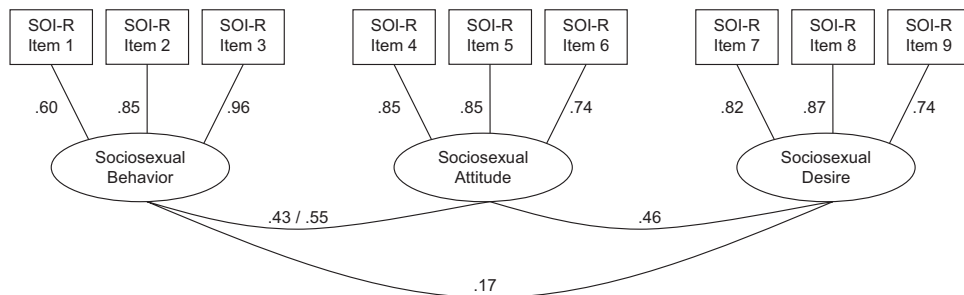 SOI-R
Item 1
SOI-R
Item 2
SOI-R
Item 3
SOI-R
Item 4
SOI-R
Item 5
SOI-R
Item 6
SOI-R
Item 7
SOI-R
Item 8
SOI-R
Item 9
.60
.85
.96
.85
.85
.74
.82
.87
.74
Sociosexual
Behavior
Sociosexual
Attitude
Sociosexual
Desire
.43 / .55
.46
.17